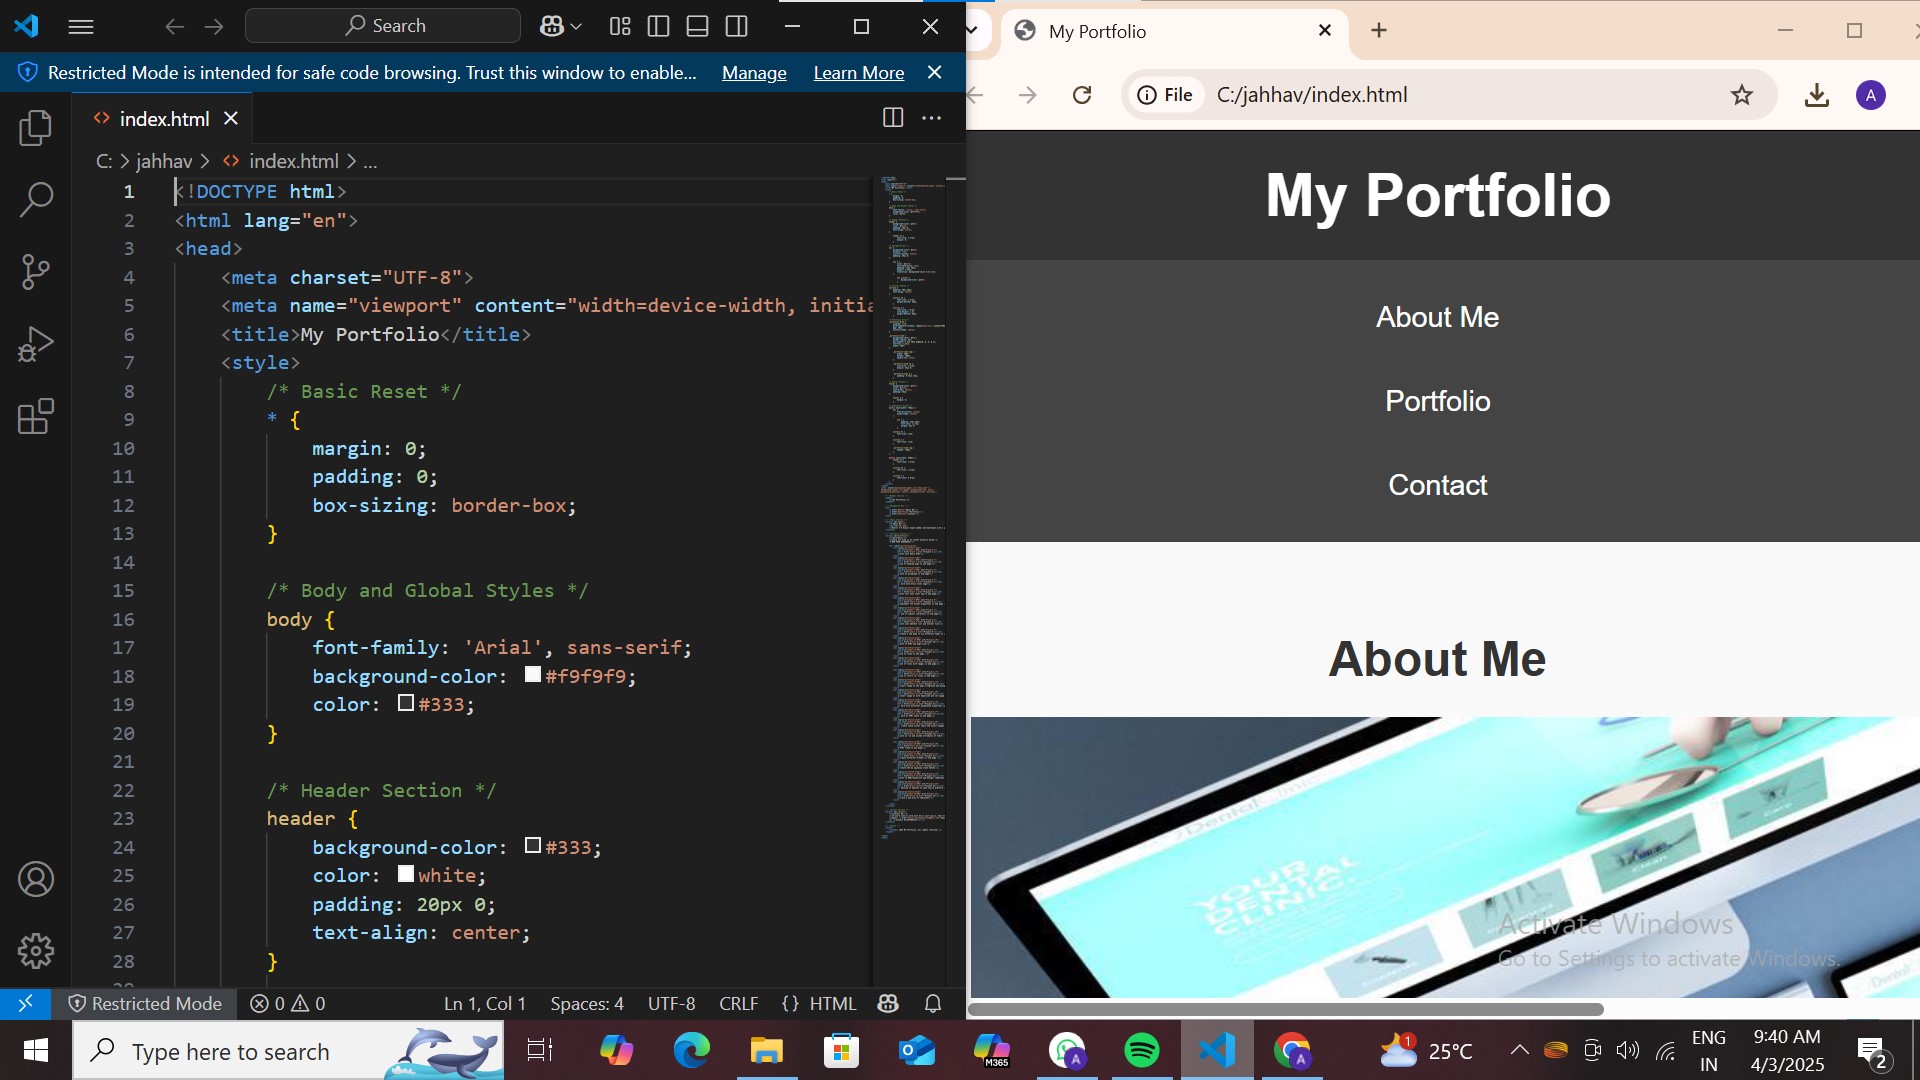 Search
Restricted Mode is intended for safe code browsing. Trust this window to enable... Manage Learn More
index.html
C: > jahhav > index.html > ...
1 <!DOCTYPE html>
2 <html lang="en">
3 <head>
4 <meta charset="UTF-8">
5 <meta name="viewport" content="width=device-width, initia
6 <title>My Portfolio</title>
7 <style>
8 /* Basic Reset */
9 * {
10 margin: 0;
11 padding: 0;
12 box-sizing: border-box;
13 }
14
15 /* Body and Global Styles */
16 body {
17 font-family: 'Arial', sans-serif;
18 background-color: #f9f9f9;
19 color: #333;
20 }
21
22 /* Header Section */
23 header {
24 background-color: #333;
25 color: white;
26 padding: 20px 0;
27 text-align: center;
28 }
Restricted Mode 0 0 Ln 1, Col 1 Spaces: 4 UTF-8 CRLF {} HTML
My Portfolio
File C:/jahhav/index.html A
My Portfolio
About Me
Portfolio
Contact
About Me
YOUR
DENTAL
CLINIC.
Activate Windows
Go to Settings to activate Windows.
Type here to search
M365
A
A
1
25°C
ENG
IN
9:40 AM
4/3/2025
2